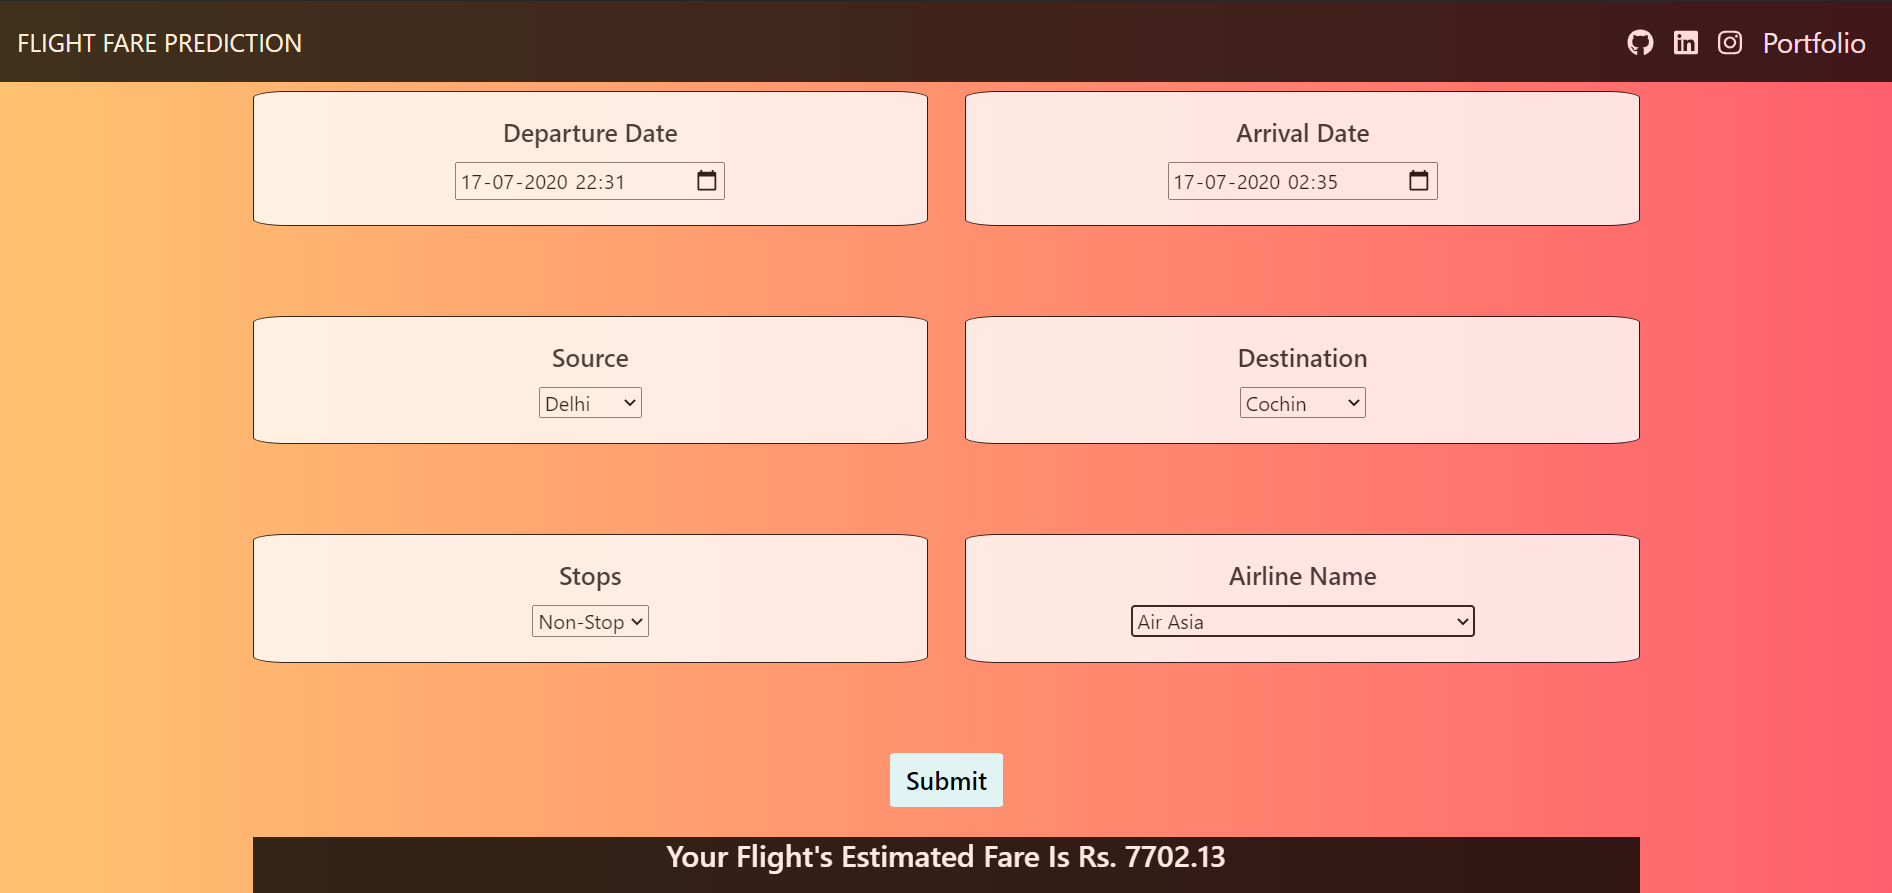 FLIGHT FARE PREDICTION
Portfolio
Departure Date
17-07-2020 22:31
Arrival Date
17-07-2020 02:35
Source
Delhi
Destination
Cochin
Stops
Non-Stop
Airline Name
Air Asia
Submit
Your Flight's Estimated Fare Is Rs. 7702.13